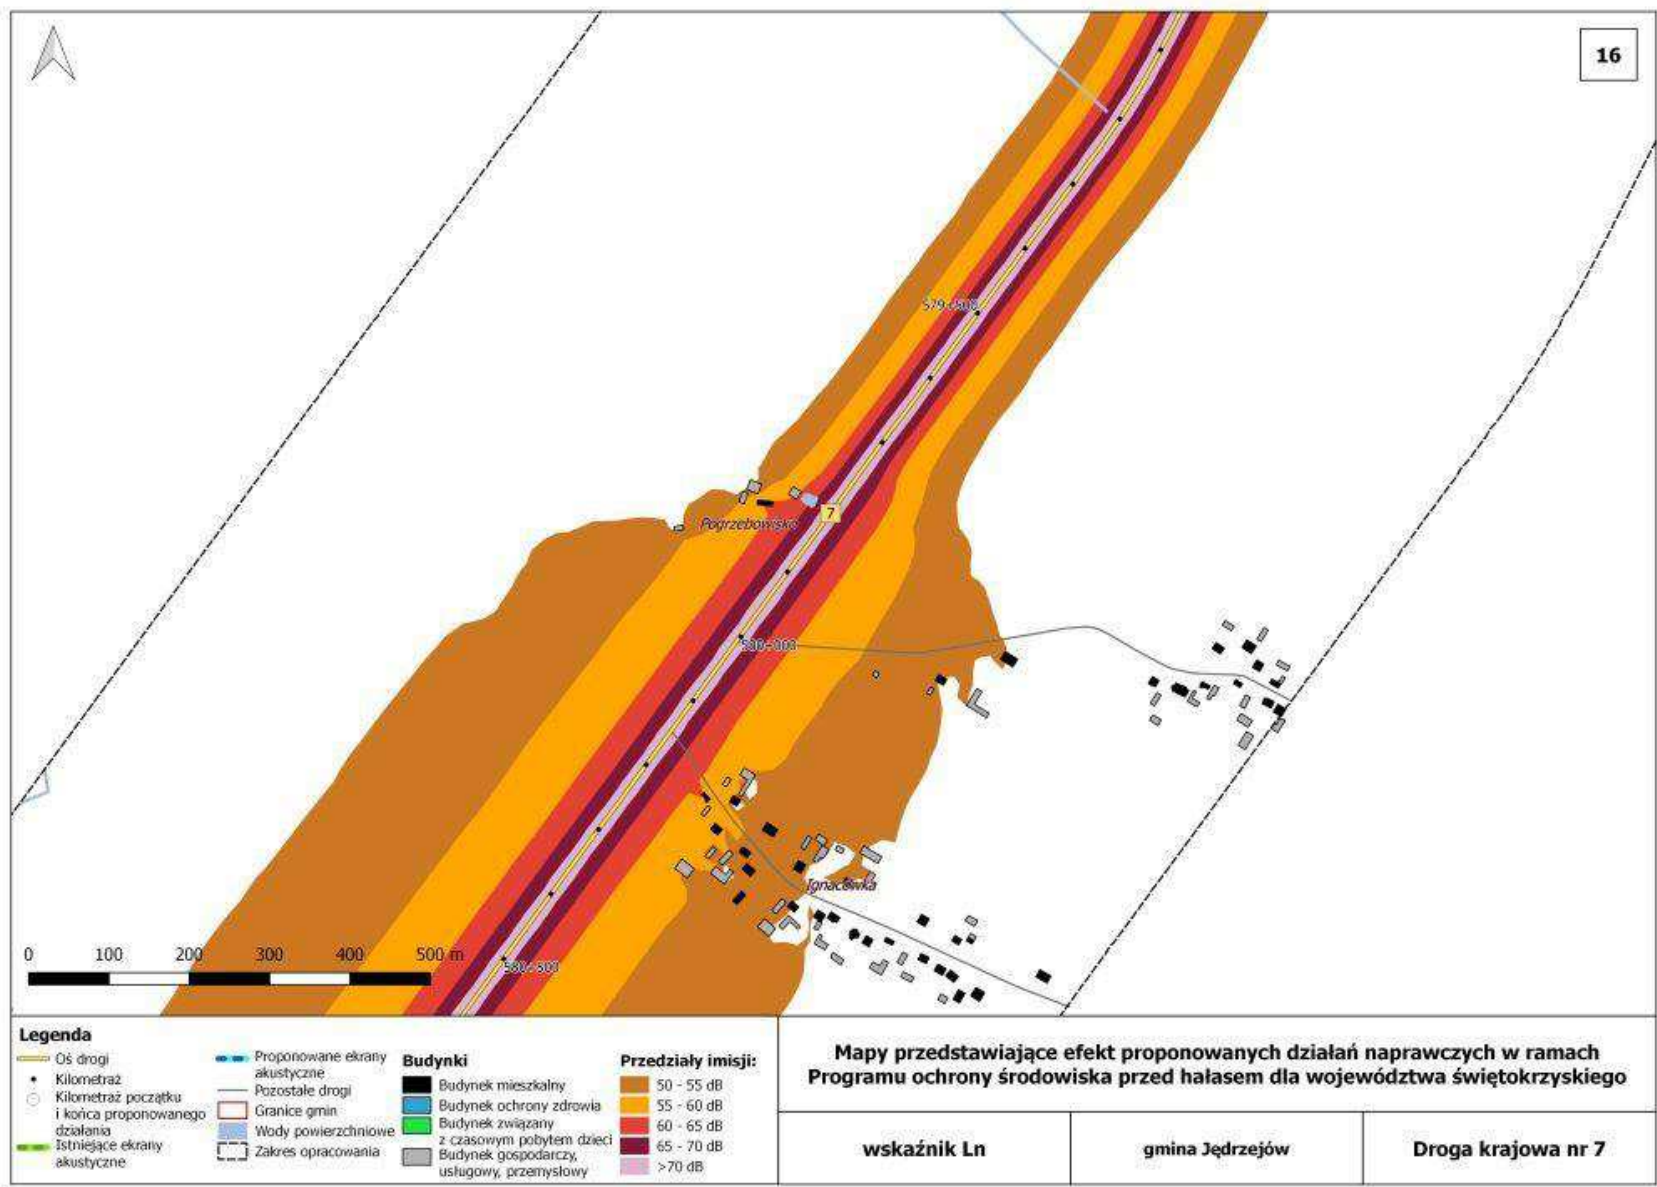 16
579+500
7
Pogrzebowisko
580+000
Ignacówka
580+500
0 100 200 300 400 500 m
Legenda
Oś drogi
Kilometraż
Kilometraż początku
i końca proponowanego
działania
Istniejące ekrany
akustyczne
Proponowane ekrany
akustyczne
Pozostałe drogi
Granice gmin
Wody powierzchniowe
Zakres opracowania
Budynki
Budynek mieszkalny
Budynek ochrony zdrowia
Budynek związany
z czasowym pobytem dzieci
Budynek gospodarczy,
usługowy, przemysłowy
Przedziały imisji:
50 - 55 dB
55 - 60 dB
60 - 65 dB
65 - 70 dB
>70 dB
Mapy przedstawiające efekt proponowanych działań naprawczych w ramach
Programu ochrony środowiska przed hałasem dla województwa świętokrzyskiego
wskaźnik Ln
gmina Jędrzejów
Droga krajowa nr 7